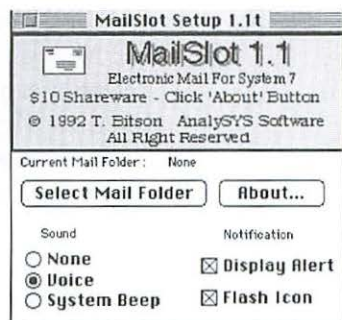 MailSlot Setup 1.1t
MailSlot 1.1
Electronic Mail For System 7
$10 Shareware - Click 'About' Button
© 1992 T. Bitson AnalySYS Software
All Right Reserved
Current Mail Folder: None
Select Mail Folder About...
Sound Notification
None
Voice Display Alert
System Beep Flash Icon